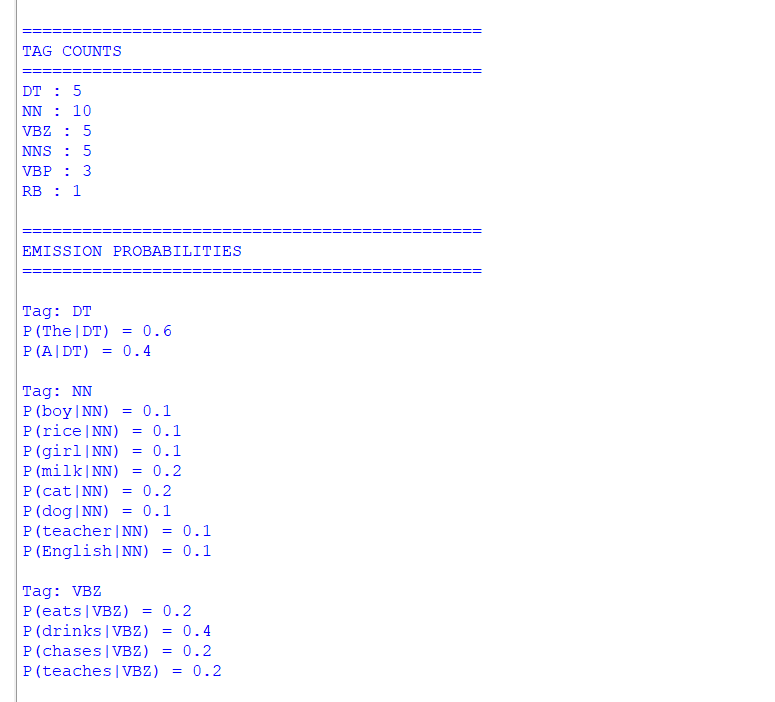 ==============================================
TAG COUNTS
==============================================
DT : 5
NN : 10
VBZ : 5
NNS : 5
VBP : 3
RB : 1
==============================================
EMISSION PROBABILITIES
==============================================
Tag: DT
P(The|DT) = 0.6
P(A|DT) = 0.4
Tag: NN
P(boy|NN) = 0.1
P(rice|NN) = 0.1
P(girl|NN) = 0.1
P(milk|NN) = 0.2
P(cat|NN) = 0.2
P(dog|NN) = 0.1
P(teacher|NN) = 0.1
P(English|NN) = 0.1
Tag: VBZ
P(eats|VBZ) = 0.2
P(drinks|VBZ) = 0.4
P(chases|VBZ) = 0.2
P(teaches|VBZ) = 0.2